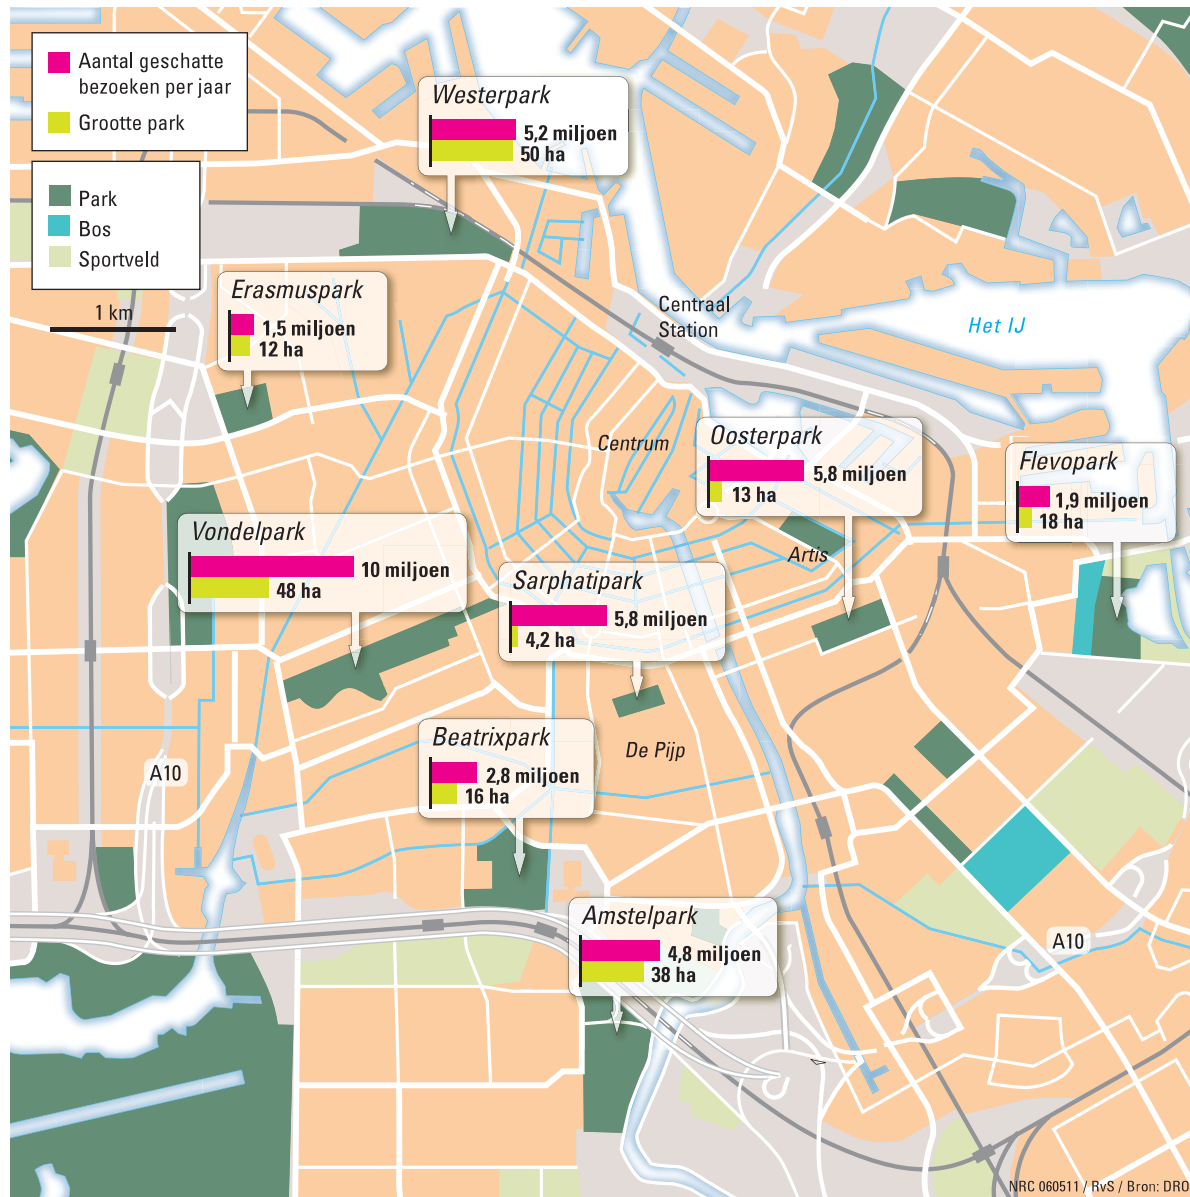 Aantal geschatte
bezoeken per jaar
Grootte park
Park
Bos
Sportveld
1 km
Westerpark
5,2 miljoen
50 ha
Erasmuspark
1,5 miljoen
12 ha
Centraal
Station
Het IJ
Centrum
Oosterpark
5,8 miljoen
13 ha
Flevopark
1,9 miljoen
18 ha
Vondelpark
10 miljoen
48 ha
Artis
Sarphatipark
5,8 miljoen
4,2 ha
Beatrixpark
2,8 miljoen
16 ha
De Pijp
A10
Amstelpark
4,8 miljoen
38 ha
A10
NRC 060511 / RvS / Bron: DRO